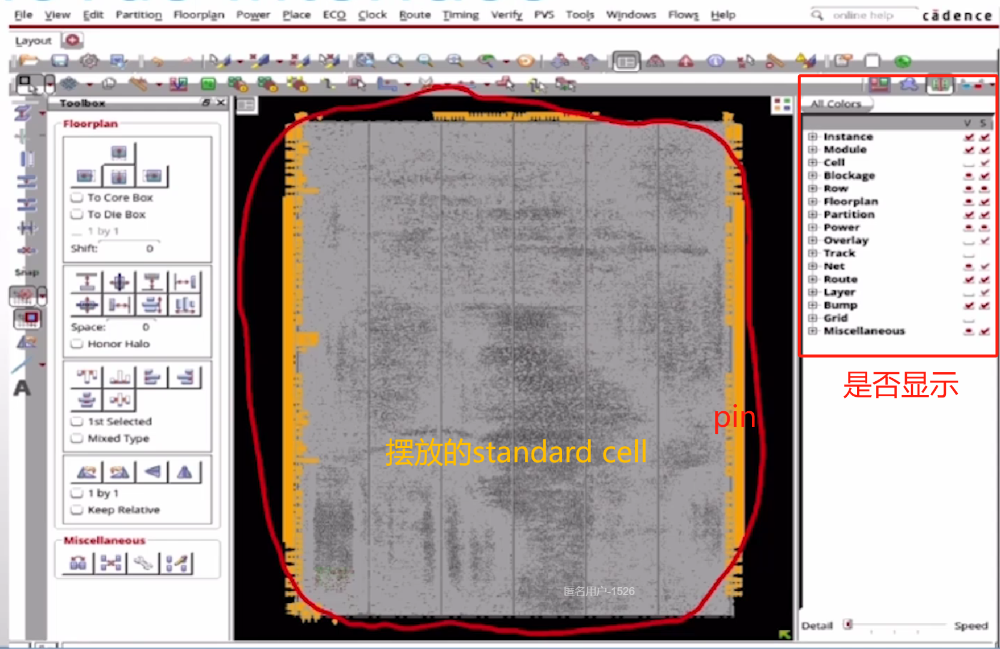 File View Edit Partition Floorplan Power Place ECO Clock Route Timing Verify PVS Tools Windows Flows Help online help cādence
Layout
Toolbox
Floorplan
To Core Box
To Die Box
1 by 1
Shift: 0
Snap
Space: 0
Honor Halo
1st Selected
Mixed Type
A
1 by 1
Keep Relative
Miscellaneous
摆放的standard cell
pin
匿名用户-1526
All Colors
V S
Instance
Module
Cell
Blockage
Row
Floorplan
Partition
Power
Overlay
Track
Net
Route
Layer
Bump
Grid
Miscellaneous
是否显示
Detail Speed